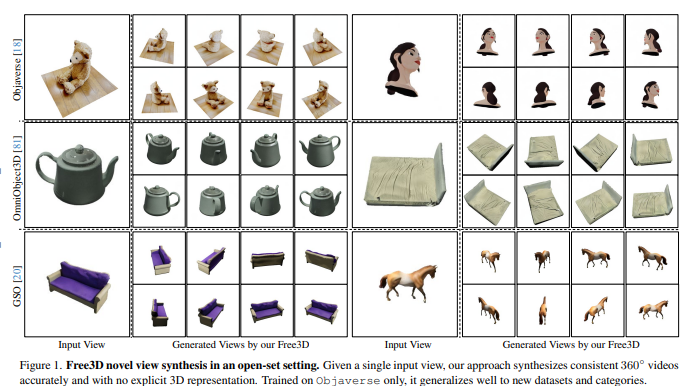 Objaverse [18]
OmniObject3D [81]
GSO [20]
Input View
Generated Views by our Free3D
Input View
Generated Views by our Free3D
Figure 1. Free3D novel view synthesis in an open-set setting. Given a single input view, our approach synthesizes consistent 360° videos
accurately and with no explicit 3D representation. Trained on Objaverse only, it generalizes well to new datasets and categories.